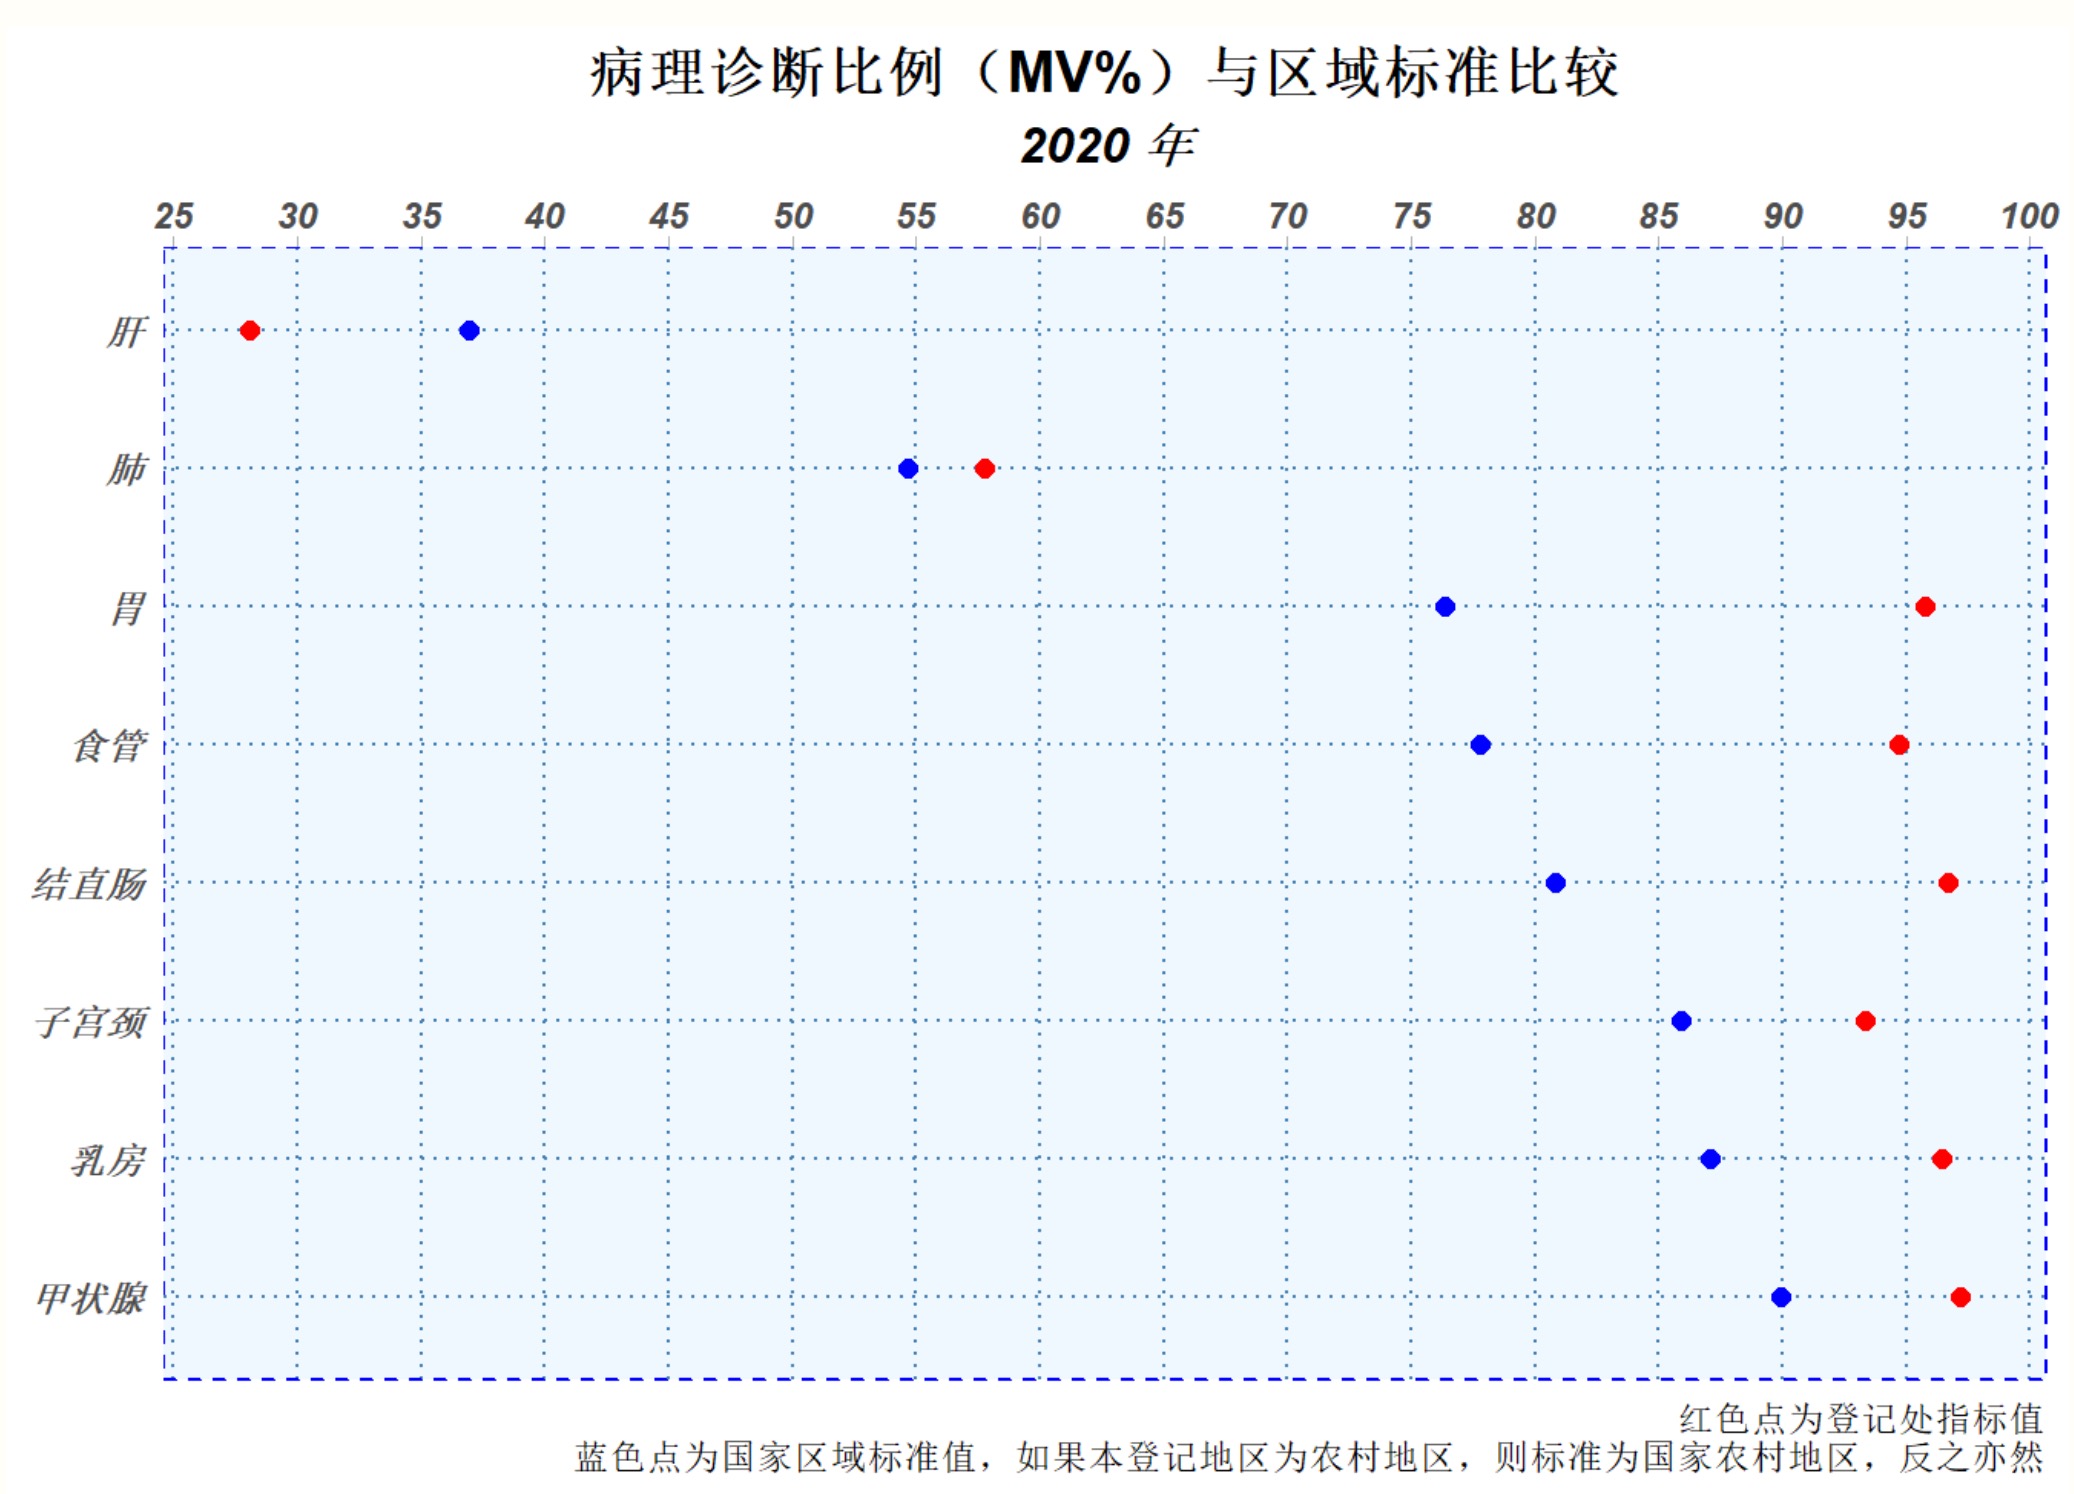 病理诊断比例（MV%）与区域标准比较
2020 年
25 30 35 40 45 50 55 60 65 70 75 80 85 90 95 100
肝
肺
胃
食管
结直肠
子宫颈
乳房
甲状腺
红色点为登记处指标值
蓝色点为国家区域标准值，如果本登记地区为农村地区，则标准为国家农村地区，反之亦然